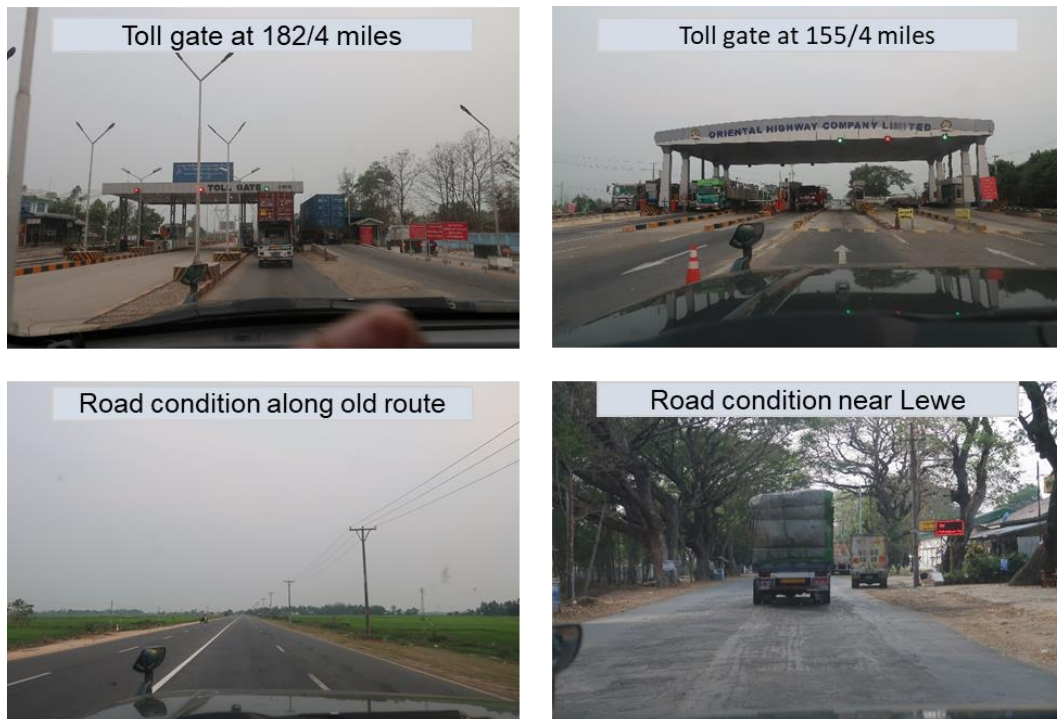 Toll gate at 182/4 miles
TOLL GATE
Toll gate at 155/4 miles
ORIENTAL HIGHWAY COMPANY LIMITED
Road condition along old route
Road condition near Lewe